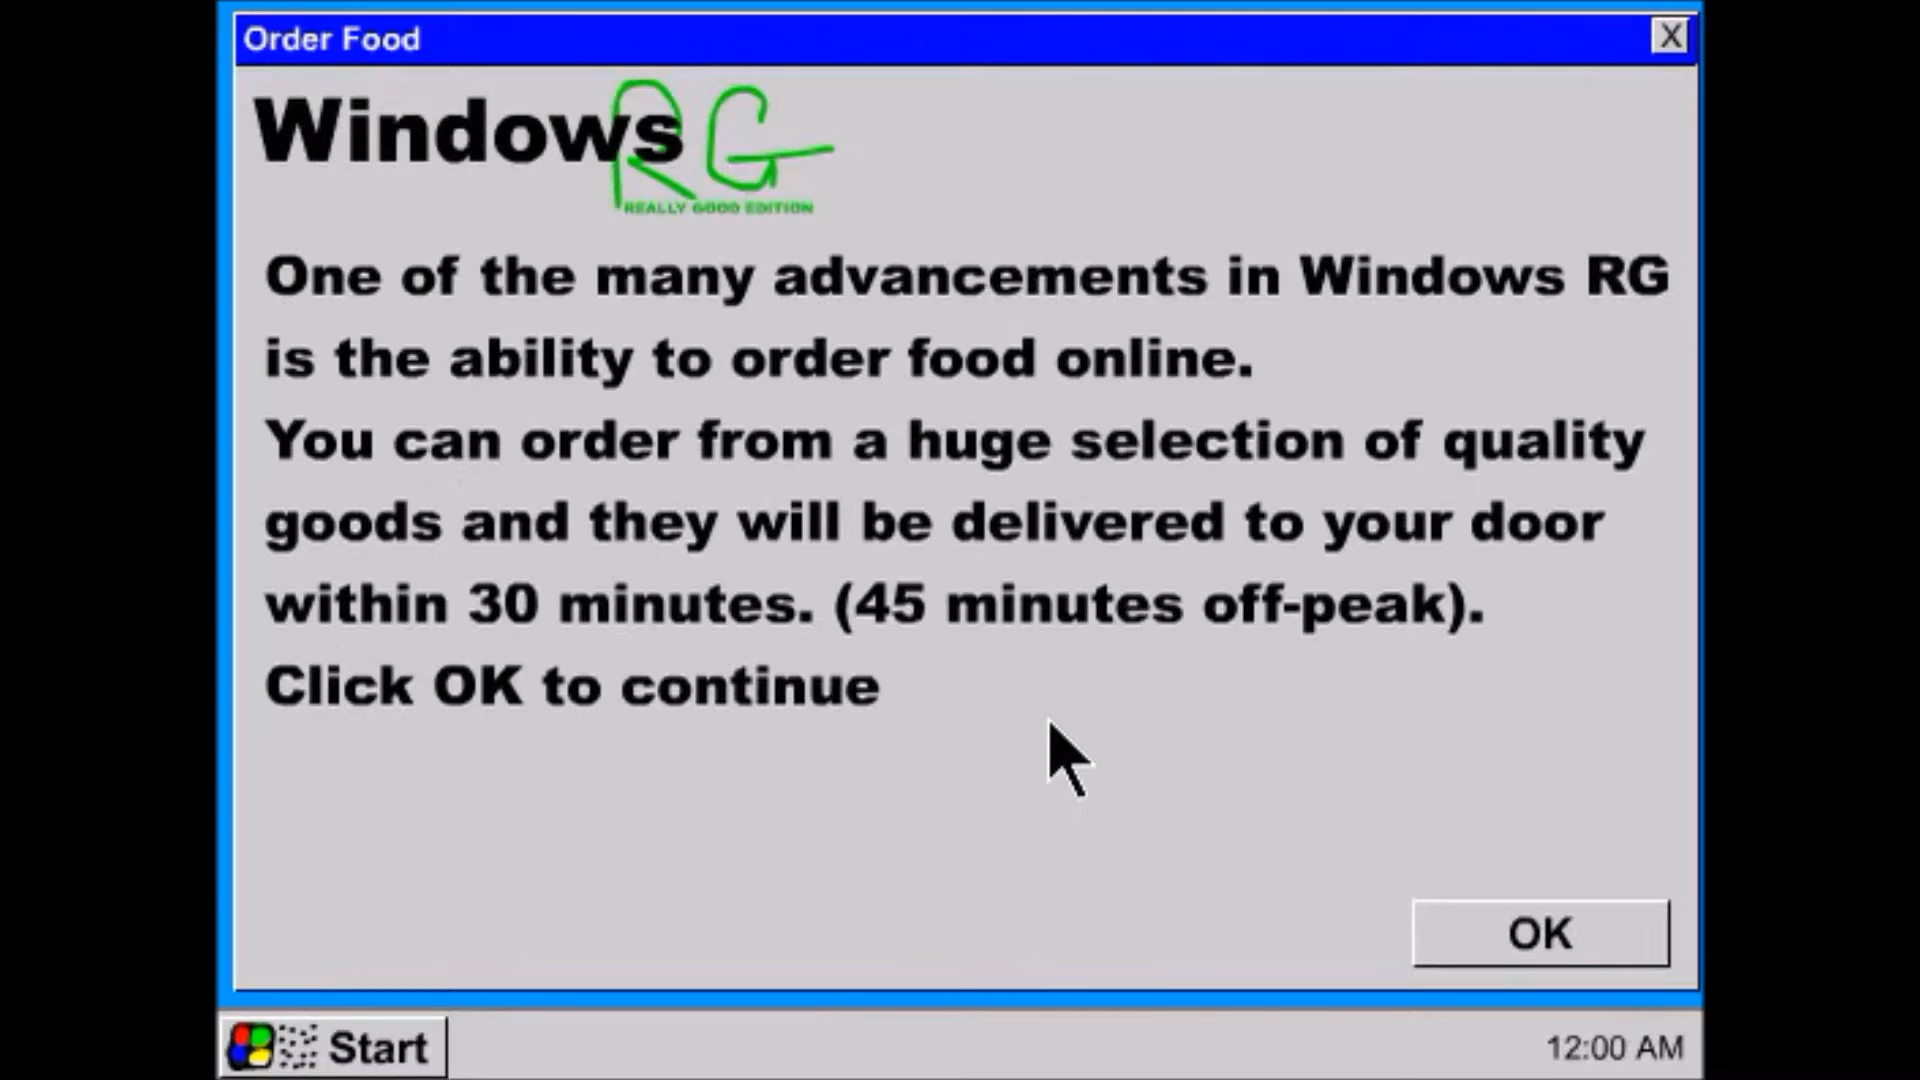 Order Food
X
Windows RG
REALLY GOOD EDITION
One of the many advancements in Windows RG
is the ability to order food online.
You can order from a huge selection of quality
goods and they will be delivered to your door
within 30 minutes. (45 minutes off-peak).
Click OK to continue
OK
Start
12:00 AM